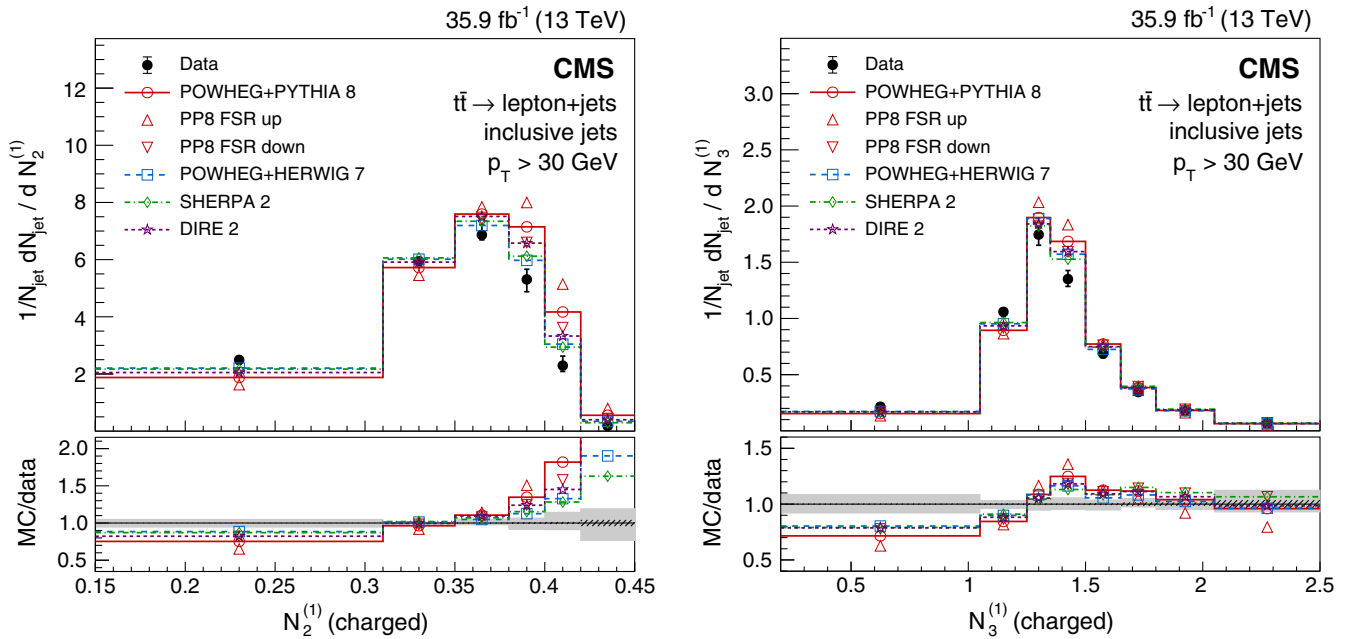 35.9 fb⁻¹ (13 TeV)
CMS
tt̄ → lepton+jets
inclusive jets
p_T > 30 GeV
Data
POWHEG+PYTHIA 8
PP8 FSR up
PP8 FSR down
POWHEG+HERWIG 7
SHERPA 2
DIRE 2
1/N_jet dN_jet / d N_2^(1)
12
10
8
6
4
2
MC/data
2.0
1.5
1.0
0.5
0.15 0.2 0.25 0.3 0.35 0.4 0.45
N_2^(1) (charged)
35.9 fb⁻¹ (13 TeV)
CMS
tt̄ → lepton+jets
inclusive jets
p_T > 30 GeV
Data
POWHEG+PYTHIA 8
PP8 FSR up
PP8 FSR down
POWHEG+HERWIG 7
SHERPA 2
DIRE 2
1/N_jet dN_jet / d N_3^(1)
3.0
2.5
2.0
1.5
1.0
0.5
MC/data
1.5
1.0
0.5
0.5 1 1.5 2 2.5
N_3^(1) (charged)